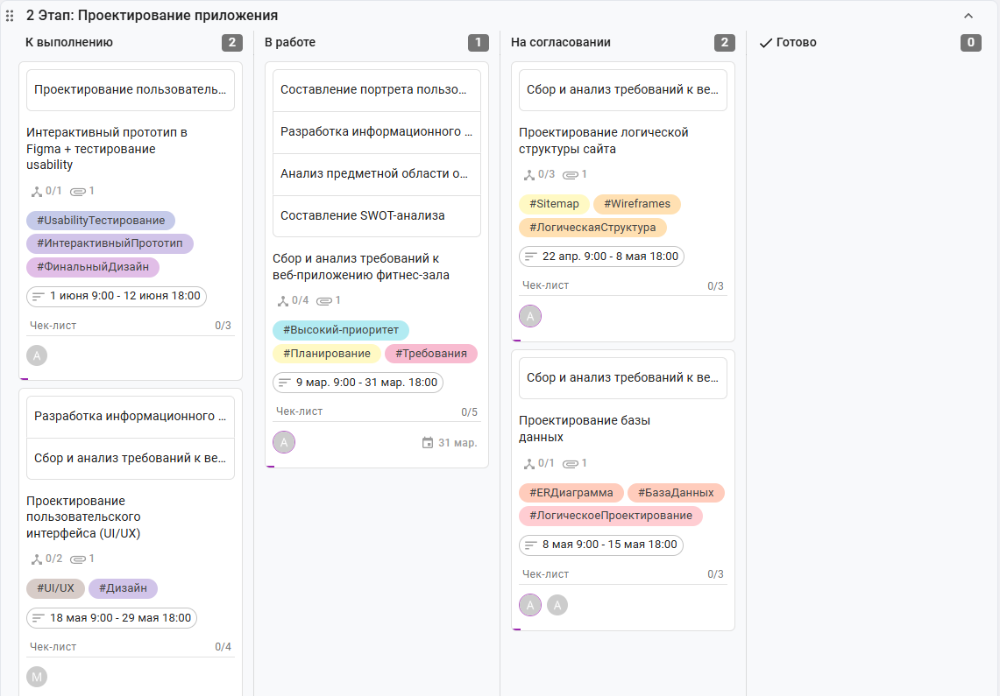 2 Этап: Проектирование приложения
К выполнению 2
Проектирование пользователь...
Интерактивный прототип в
Figma + тестирование
usability
0/1 1
#UsabilityТестирование
#ИнтерактивныйПрототип
#ФинальныйДизайн
1 июня 9:00 - 12 июня 18:00
Чек-лист 0/3
А
Разработка информационного ...
Сбор и анализ требований к ве...
Проектирование
пользовательского
интерфейса (UI/UX)
0/2 1
#UI/UX #Дизайн
18 мая 9:00 - 29 мая 18:00
Чек-лист 0/4
М
В работе 1
Составление портрета пользо...
Разработка информационного ...
Анализ предметной области о...
Составление SWOT-анализа
Сбор и анализ требований к
веб-приложению фитнес-зала
0/4 1
#Высокий-приоритет
#Планирование #Требования
9 мар. 9:00 - 31 мар. 18:00
Чек-лист 0/5
А 31 мар.
На согласовании 2
Сбор и анализ требований к ве...
Проектирование логической
структуры сайта
0/3 1
#Sitemap #Wireframes
#ЛогическаяСтруктура
22 апр. 9:00 - 8 мая 18:00
Чек-лист 0/3
А
Сбор и анализ требований к ве...
Проектирование базы
данных
0/1 1
#ERДиаграмма #БазаДанных
#ЛогическоеПроектирование
8 мая 9:00 - 15 мая 18:00
Чек-лист 0/3
А А
Готово 0